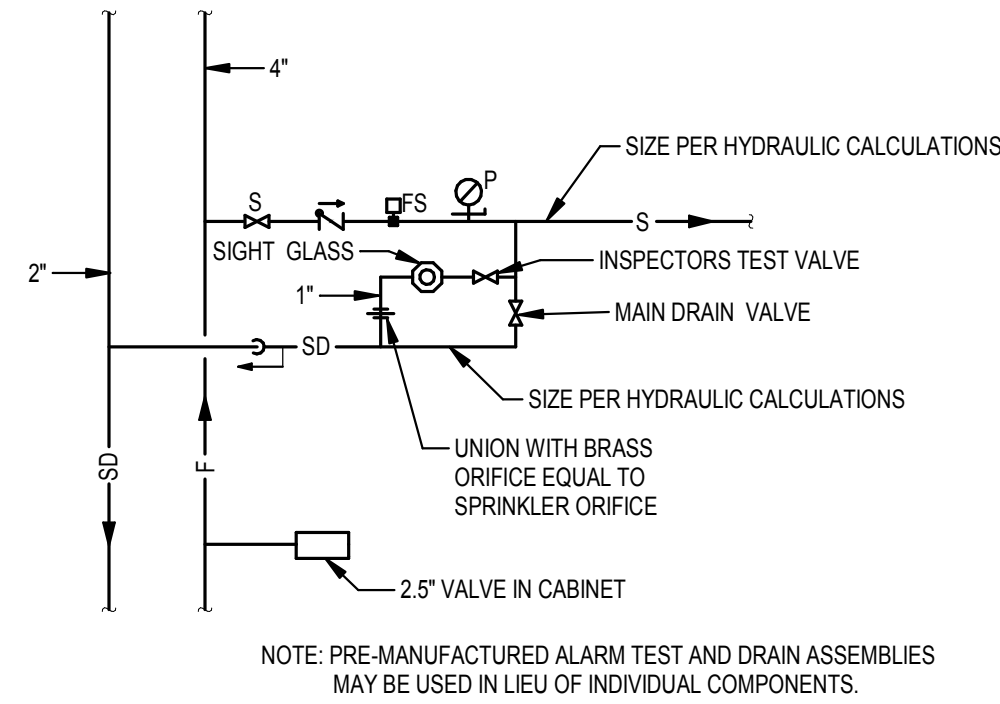 4"
SIZE PER HYDRAULIC CALCULATIONS
P
S
FS
S
SIGHT GLASS
INSPECTORS TEST VALVE
2"
1"
MAIN DRAIN VALVE
SD
SIZE PER HYDRAULIC CALCULATIONS
UNION WITH BRASS
ORIFICE EQUAL TO
SPRINKLER ORIFICE
SD
F
2.5" VALVE IN CABINET
NOTE: PRE-MANUFACTURED ALARM TEST AND DRAIN ASSEMBLIES
MAY BE USED IN LIEU OF INDIVIDUAL COMPONENTS.